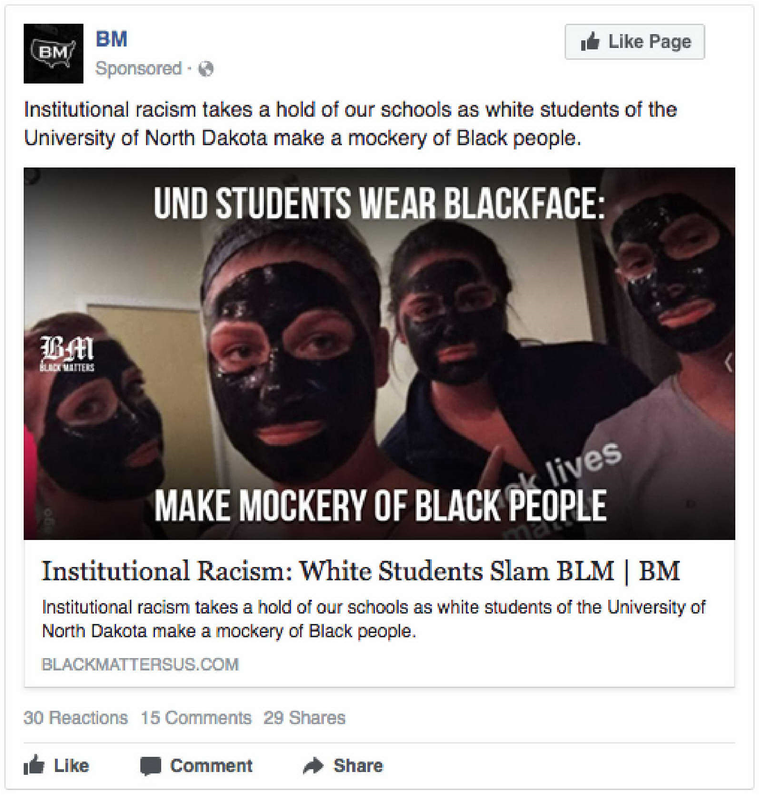 BM
BM
Sponsored ·
Like Page
Institutional racism takes a hold of our schools as white students of the
University of North Dakota make a mockery of Black people.
UND STUDENTS WEAR BLACKFACE:
BM
BLACK MATTERS
lives
MAKE MOCKERY OF BLACK PEOPLE
Institutional Racism: White Students Slam BLM | BM
Institutional racism takes a hold of our schools as white students of the University of
North Dakota make a mockery of Black people.
BLACKMATTERSUS.COM
30 Reactions 15 Comments 29 Shares
Like Comment Share